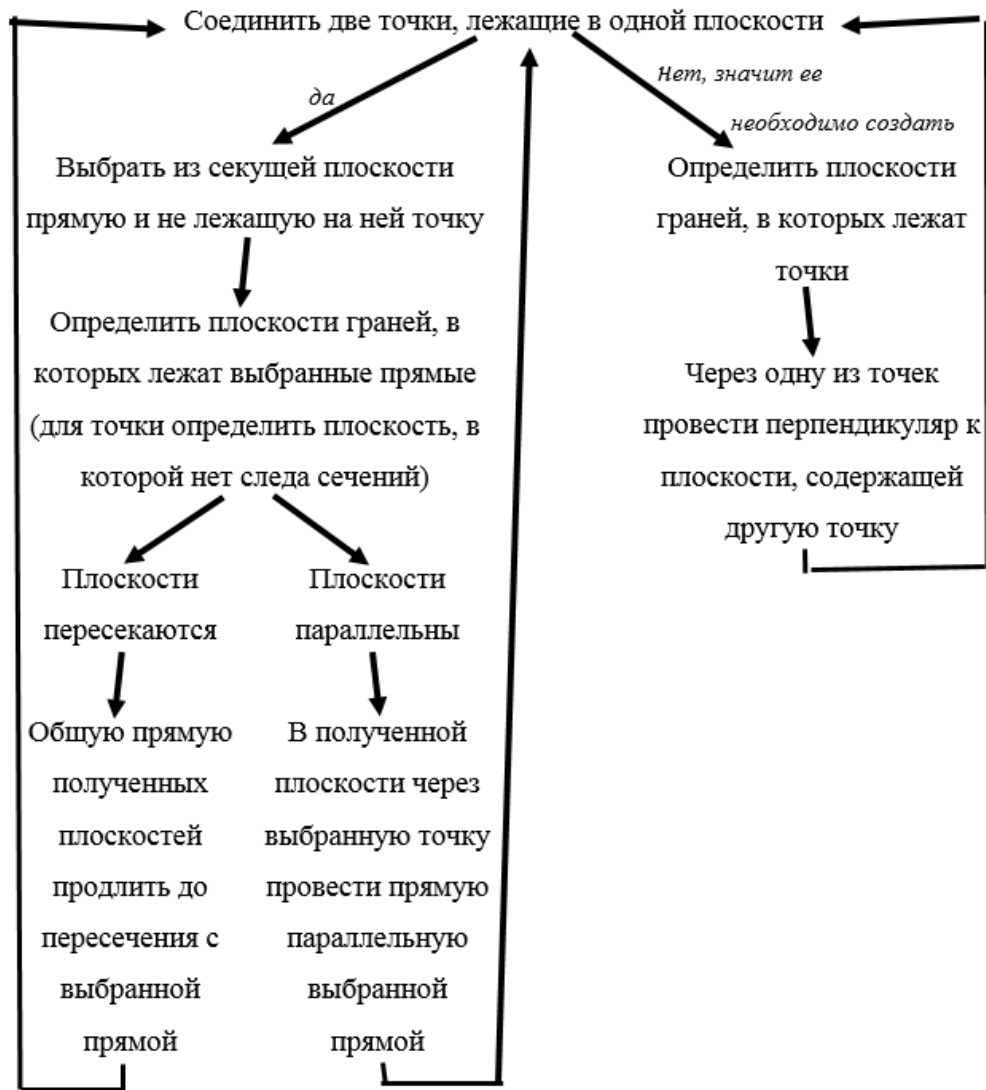 Соединить две точки, лежащие в одной плоскости
да
Нет, значит ее
необходимо создать
Выбрать из секущей плоскости
прямую и не лежащую на ней точку
Определить плоскости граней, в
которых лежат выбранные прямые
(для точки определить плоскость, в
которой нет следа сечений)
Плоскости
пересекаются
Общую прямую
полученных
плоскостей
продлить до
пересечения с
выбранной
прямой
Плоскости
параллельны
В полученной
плоскости через
выбранную точку
провести прямую
параллельную
выбранной
прямой
Определить плоскости
граней, в которых лежат
точки
Через одну из точек
провести перпендикуляр к
плоскости, содержащей
другую точку